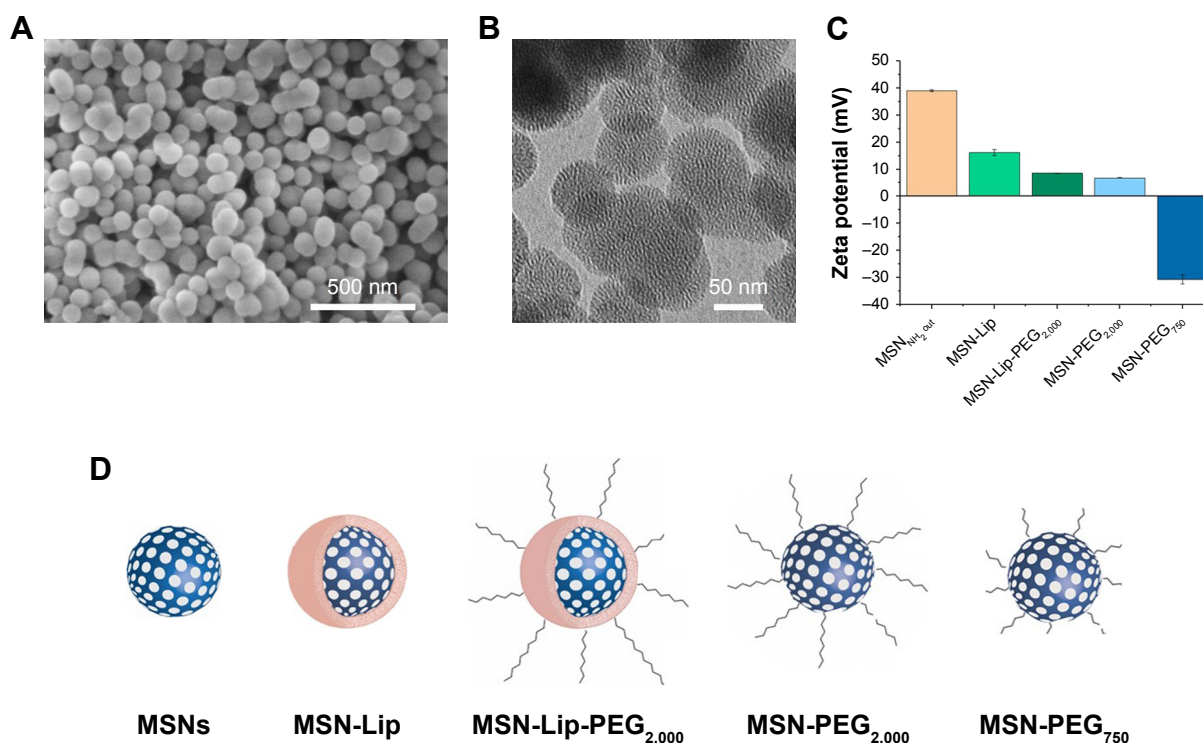 A
B
C
500 nm
50 nm
Zeta potential (mV)
40
30
20
10
0
–10
–20
–30
–40
MSN_NH₂ out
MSN-Lip
MSN-Lip-PEG₂,₀₀₀
MSN-PEG₂,₀₀₀
MSN-PEG₇₅₀
D
MSNs
MSN-Lip
MSN-Lip-PEG₂,₀₀₀
MSN-PEG₂,₀₀₀
MSN-PEG₇₅₀